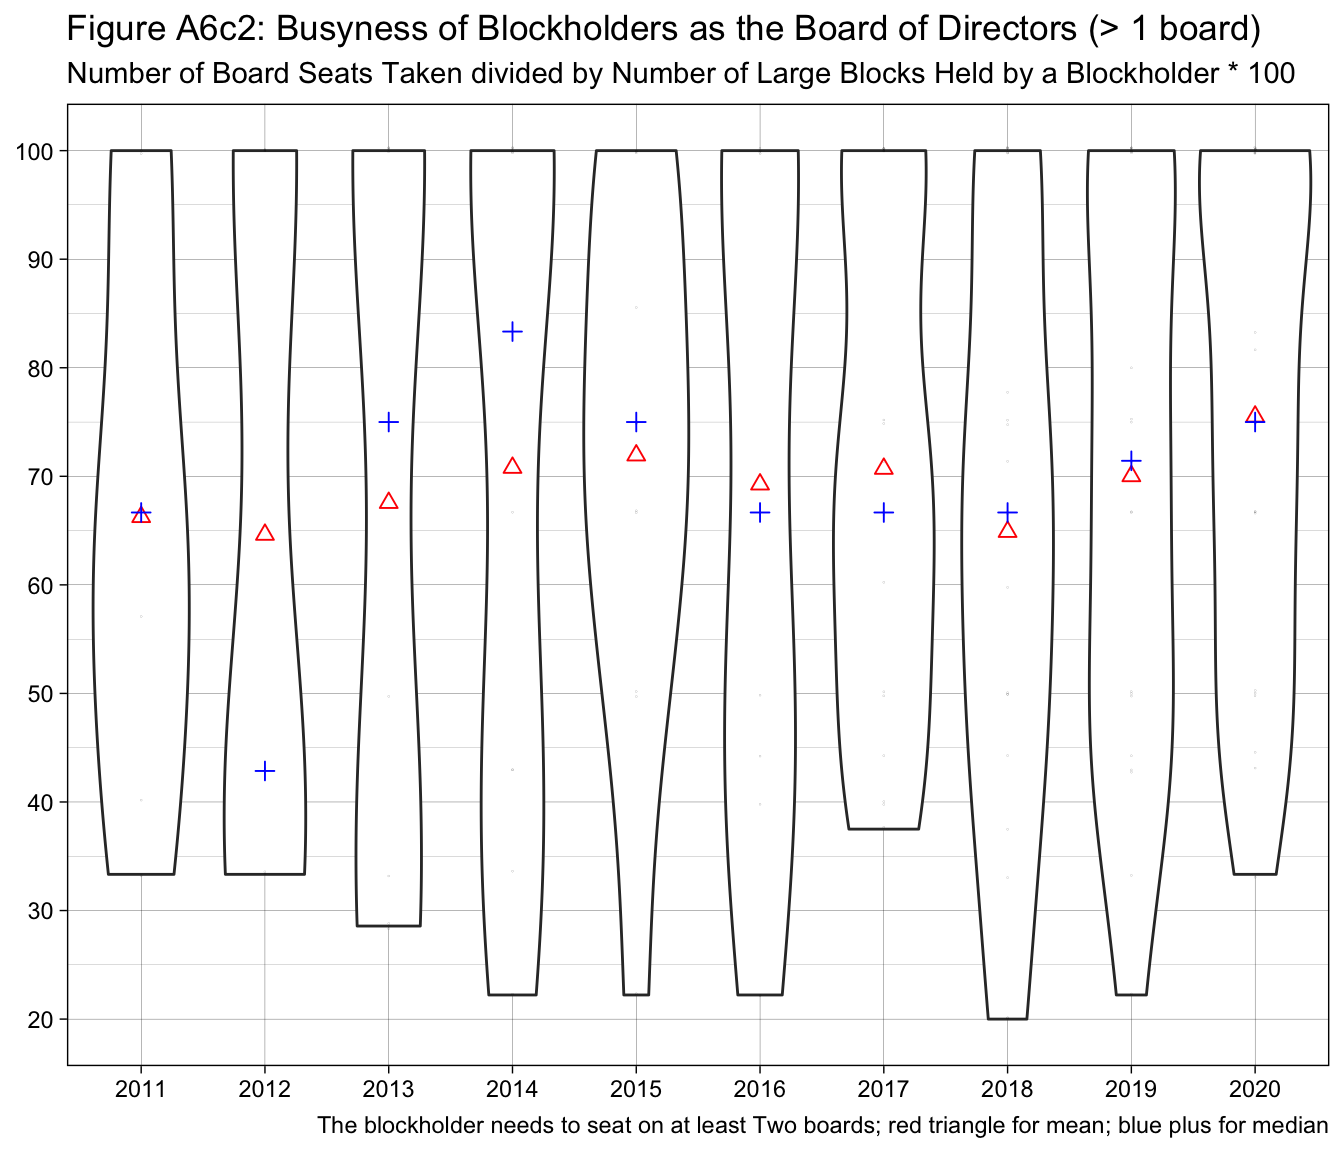 Figure A6c2: Busyness of Blockholders as the Board of Directors (> 1 board)
Number of Board Seats Taken divided by Number of Large Blocks Held by a Blockholder * 100
100
90
80
70
60
50
40
30
20
2011 2012 2013 2014 2015 2016 2017 2018 2019 2020
The blockholder needs to seat on at least Two boards; red triangle for mean; blue plus for median